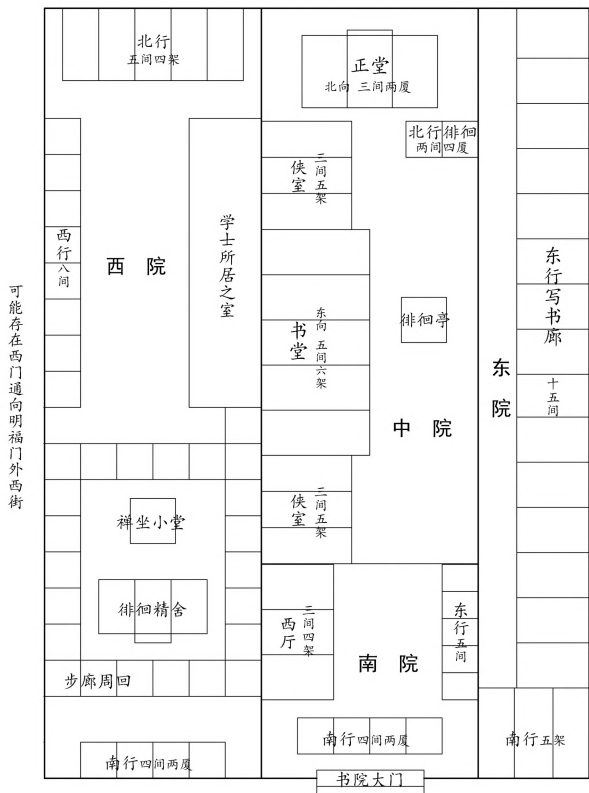 北行
五间四架
正堂
北向 三间两厦
北行徘徊
两间四厦
侠室
三间五架
西行
八间
西院
学士所居之室
书堂
东向 五间六架
徘徊亭
东行写书廊
十五间
东院
中院
可能存在西门通向明福门外西街
侠室
三间五架
禅坐小堂
徘徊精舍
步廊周回
西厅
三间四架
东行五间
南院
南行四间两厦
南行四间两厦
南行五架
书院大门